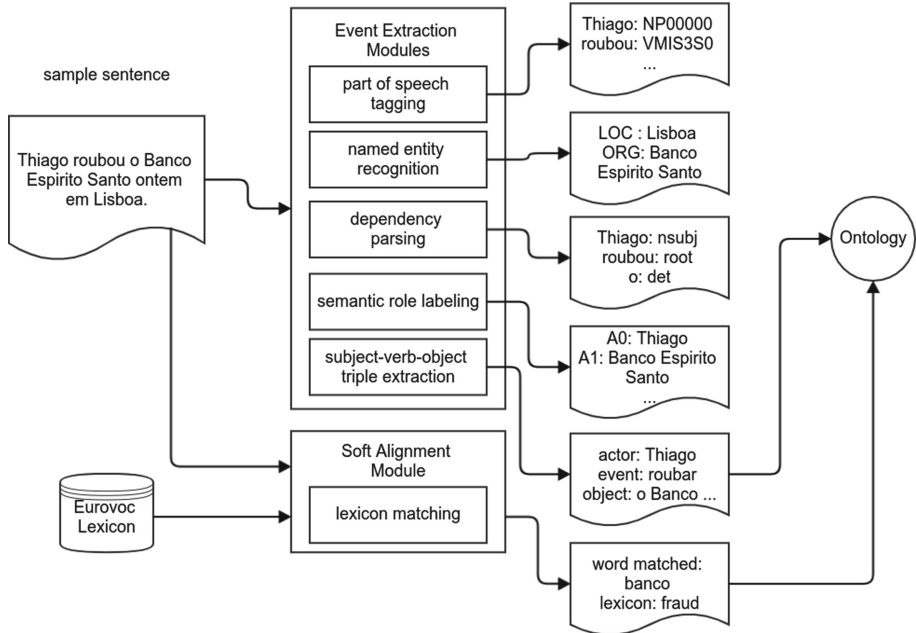 sample sentence
Thiago roubou o Banco
Espirito Santo ontem
em Lisboa.
Eurovoc
Lexicon
Event Extraction
Modules
part of speech
tagging
named entity
recognition
dependency
parsing
semantic role labeling
subject-verb-object
triple extraction
Soft Alignment
Module
lexicon matching
Thiago: NP00000
roubou: VMIS3S0
...
LOC : Lisboa
ORG: Banco
Espirito Santo
Thiago: nsubj
roubou: root
o: det
A0: Thiago
A1: Banco Espirito
Santo
...
actor: Thiago
event: roubar
object: o Banco ...
word matched:
banco
lexicon: fraud
Ontology